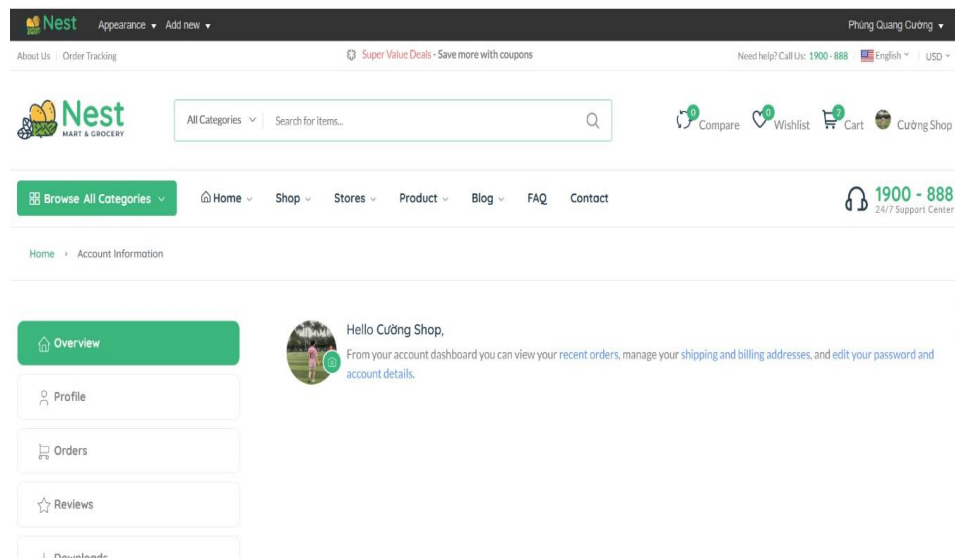 Nest Appearance Add new Phùng Quang Cường
About Us Order Tracking Super Value Deals - Save more with coupons Need help? Call Us: 1900 - 888 English USD
Nest
MART & GROCERY
All Categories Search for items...
0 Compare 0 Wishlist 2 Cart Cường Shop
Browse All Categories Home Shop Stores Product Blog FAQ Contact
1900 - 888
24/7 Support Center
Home › Account Information
Overview
Profile
Orders
Reviews
Downloads
Hello Cường Shop,
From your account dashboard you can view your recent orders, manage your shipping and billing addresses, and edit your password and
account details.